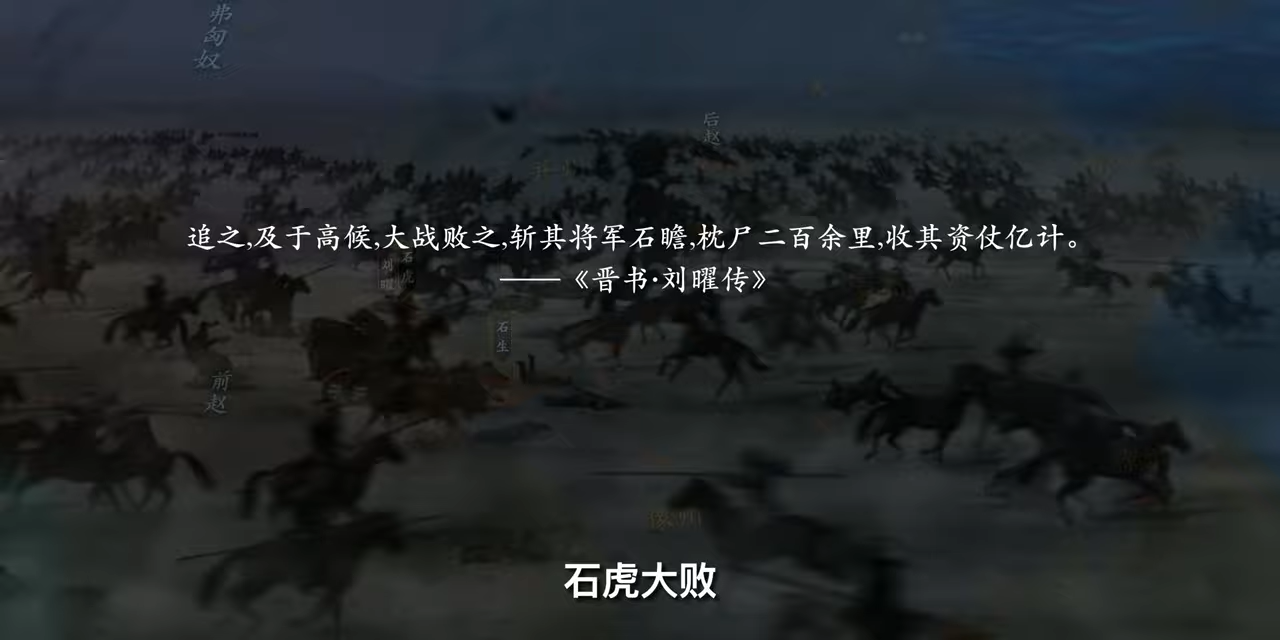 弗匈奴
后赵
追之,及于高候,大战败之,斩其将军石瞻,枕尸二百余里,收其资仗亿计。
——《晋书·刘曜传》
刘曜
石虎
石生
前赵
石虎大败